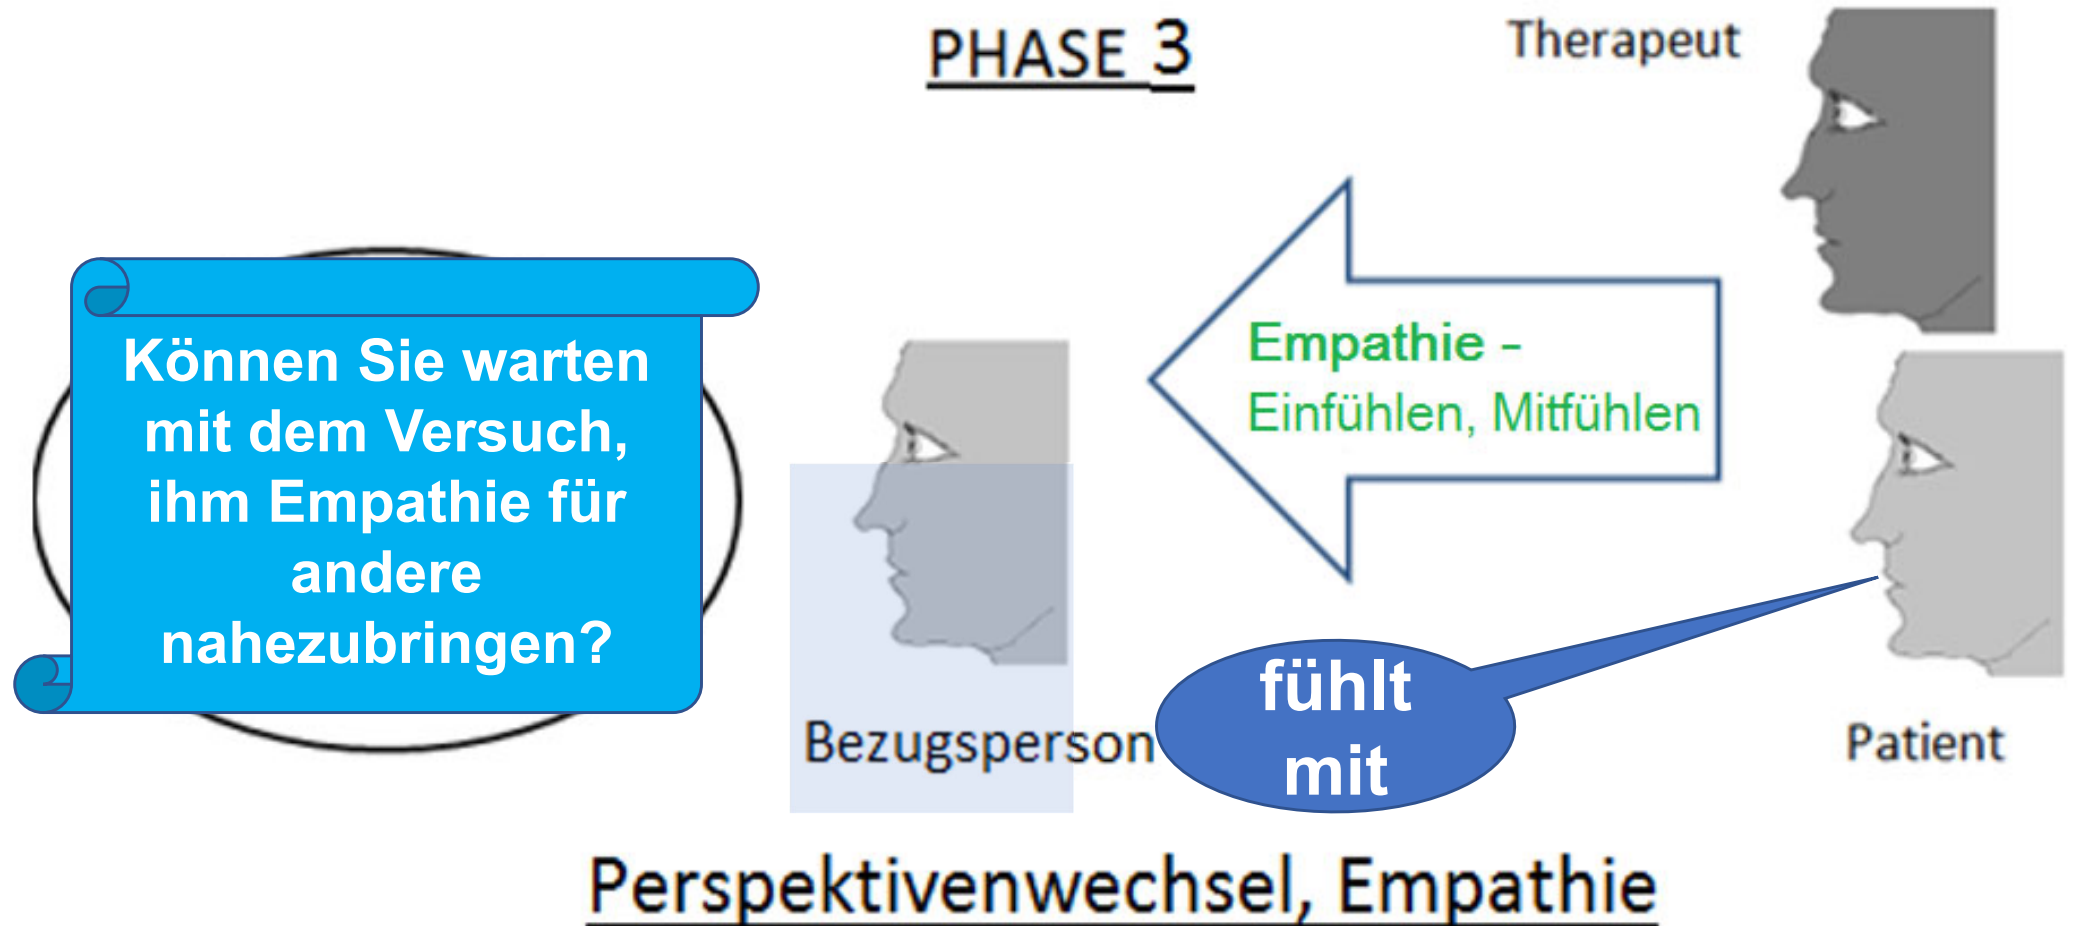 PHASE 3
Therapeut
Können Sie warten
mit dem Versuch,
ihm Empathie für
andere
nahezubringen?
Empathie -
Einfühlen, Mitfühlen
fühlt
mit
Bezugsperson
Patient
Perspektivenwechsel, Empathie